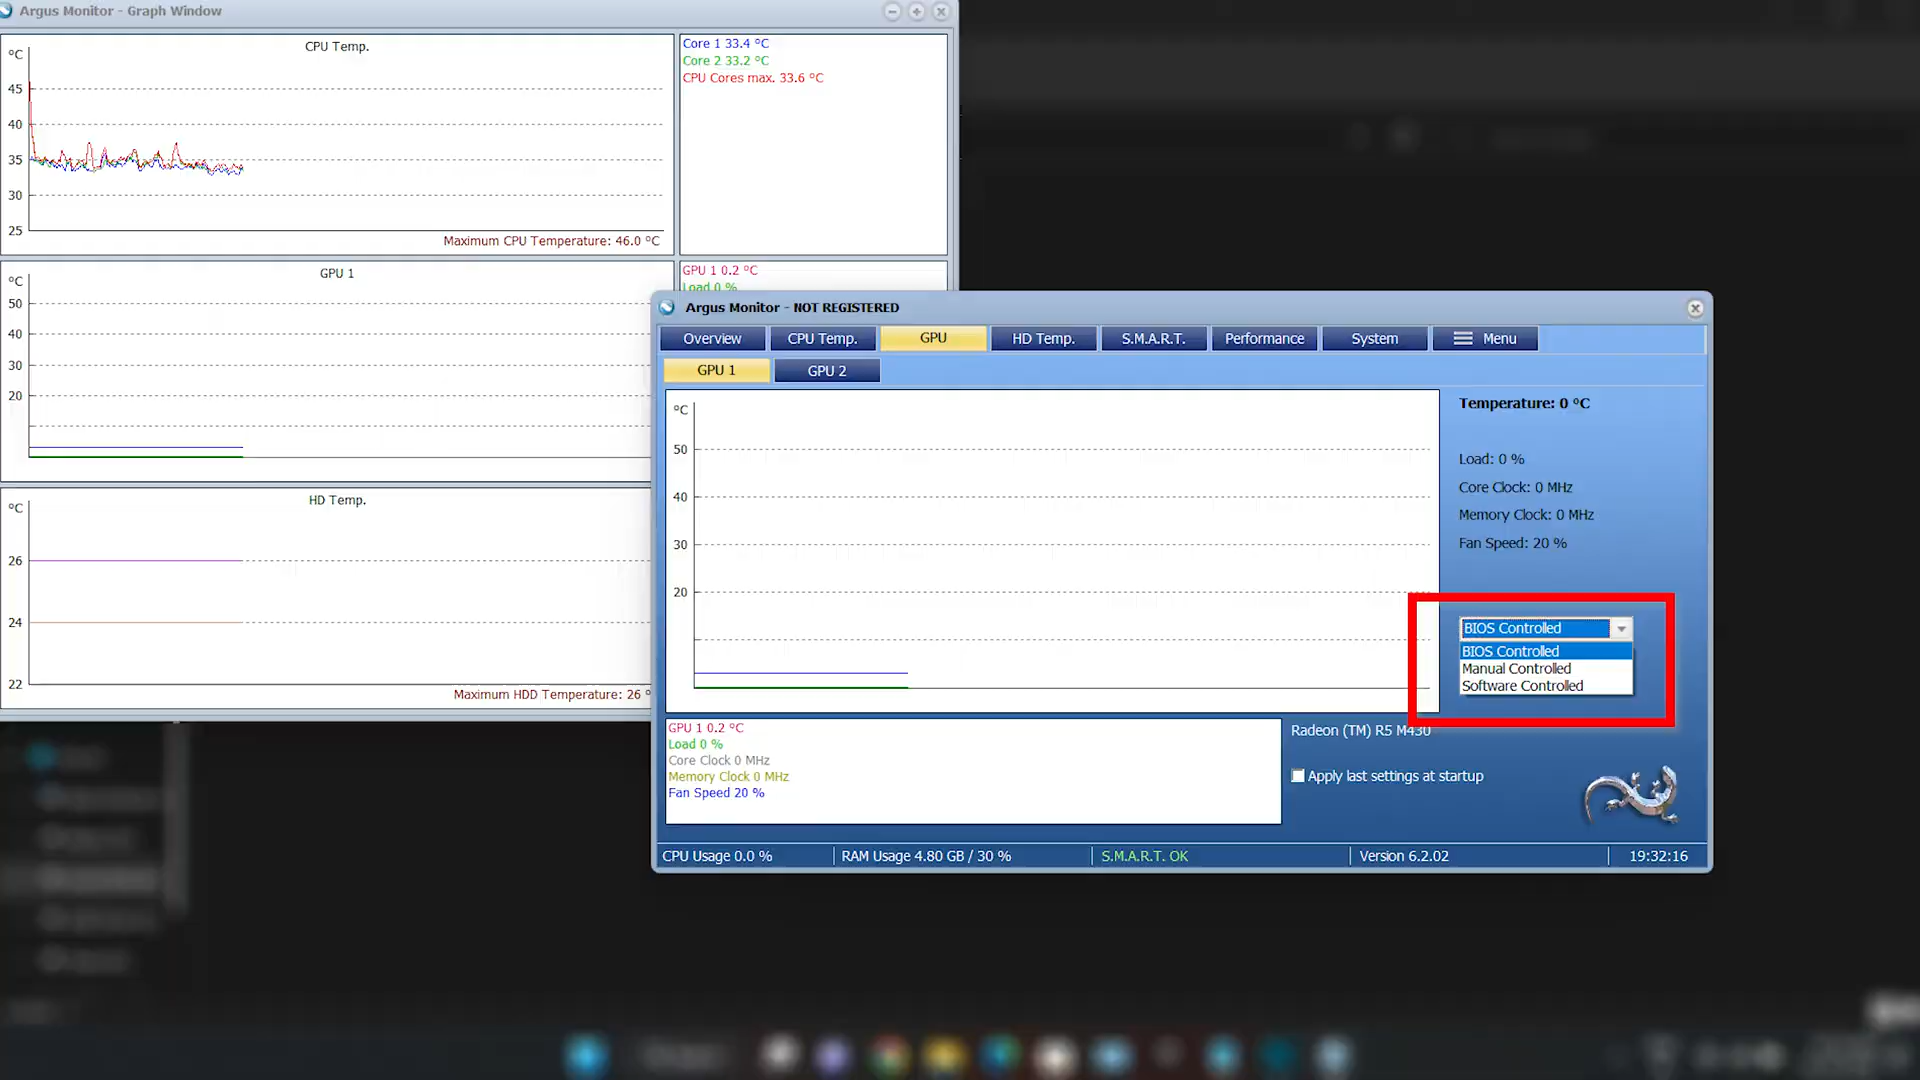 Argus Monitor - Graph Window
°C
CPU Temp.
45
40
35
30
25
Maximum CPU Temperature: 46.0 °C
Core 1 33.4 °C
Core 2 33.2 °C
CPU Cores max. 33.6 °C
°C
GPU 1
50
40
30
20
GPU 1 0.2 °C
Load 0 %
°C
HD Temp.
26
24
22
Maximum HDD Temperature: 26 °
Argus Monitor - NOT REGISTERED
Overview
CPU Temp.
GPU
HD Temp.
S.M.A.R.T.
Performance
System
Menu
GPU 1
GPU 2
°C
50
40
30
20
Temperature: 0 °C
Load: 0 %
Core Clock: 0 MHz
Memory Clock: 0 MHz
Fan Speed: 20 %
BIOS Controlled
BIOS Controlled
Manual Controlled
Software Controlled
GPU 1 0.2 °C
Load 0 %
Core Clock 0 MHz
Memory Clock 0 MHz
Fan Speed 20 %
Radeon (TM) R5 M430
Apply last settings at startup
CPU Usage 0.0 %
RAM Usage 4.80 GB / 30 %
S.M.A.R.T. OK
Version 6.2.02
19:32:16